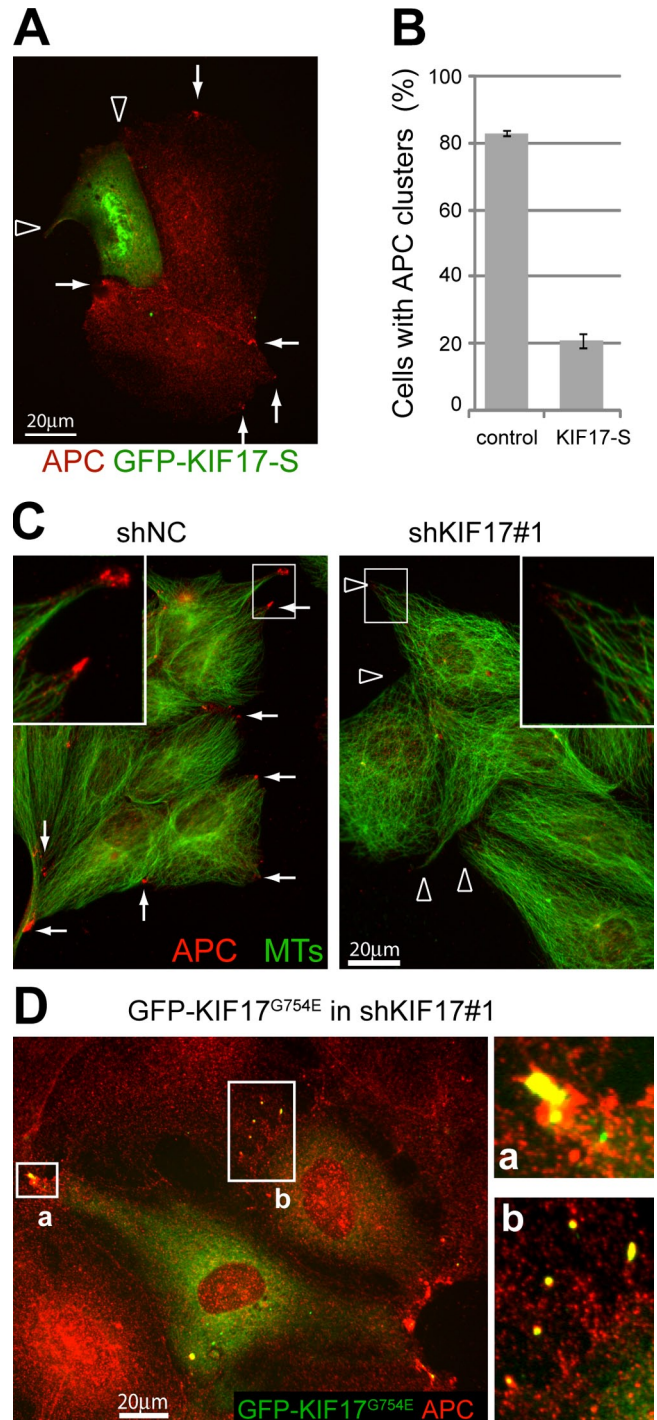 A
20μm
APC GFP-KIF17-S
B
Cells with APC clusters (%)
100
80
60
40
20
0
control KIF17-S
C
shNC shKIF17#1
APC MTs
20μm
D GFP-KIF17G754E in shKIF17#1
a
b
20μm
GFP-KIF17G754E APC
a
b